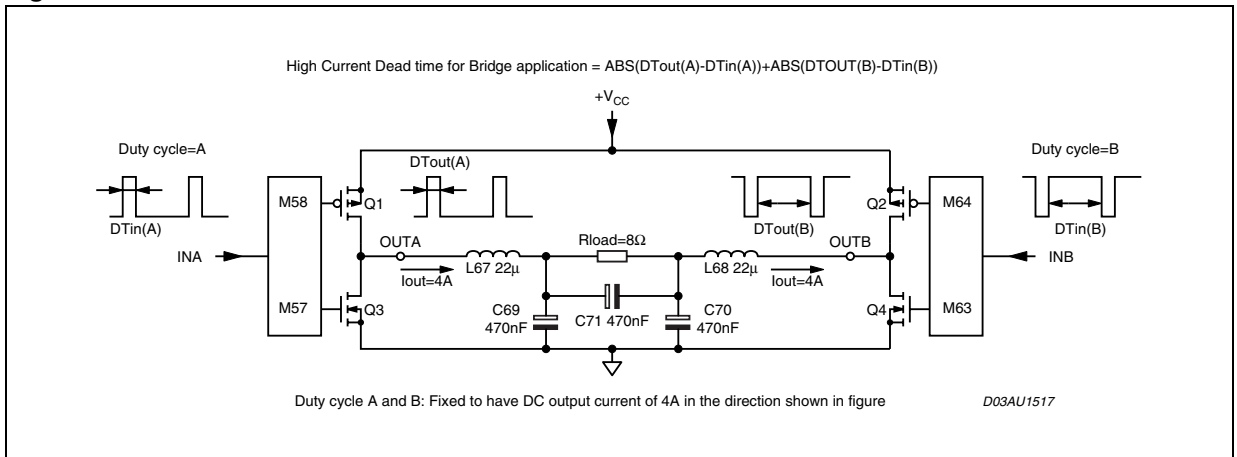 High Current Dead time for Bridge application = ABS(DTout(A)-DTin(A))+ABS(DTOUT(B)-DTin(B))
+VCC
Duty cycle=A
DTout(A)
Duty cycle=B
M58
Q1
DTout(B)
Q2
M64
DTin(A)
DTin(B)
INA
OUTA
Rload=8Ω
OUTB
INB
L67 22µ
L68 22µ
Iout=4A
Iout=4A
M57
Q3
C69
470nF
C71 470nF
C70
470nF
Q4
M63
Duty cycle A and B: Fixed to have DC output current of 4A in the direction shown in figure
D03AU1517